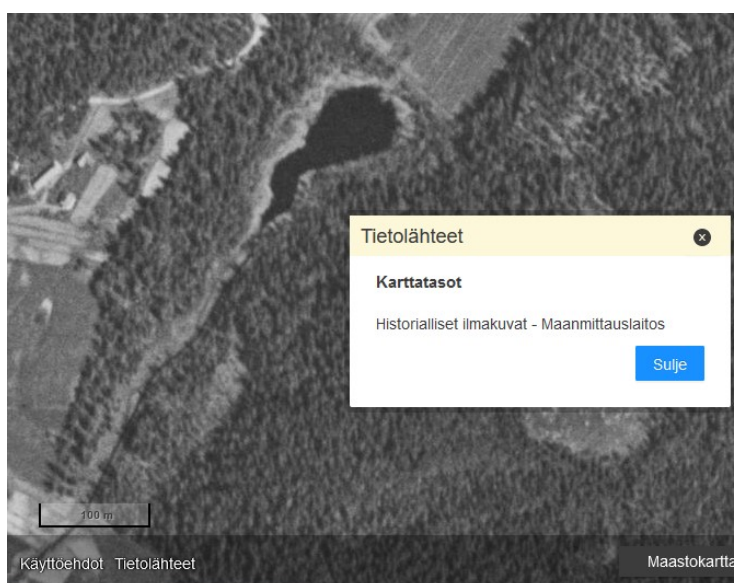 Tietolähteet
Karttatasot
Historialliset ilmakuvat - Maanmittauslaitos
Sulje
100 m
Käyttöehdot Tietolähteet
Maastokartta